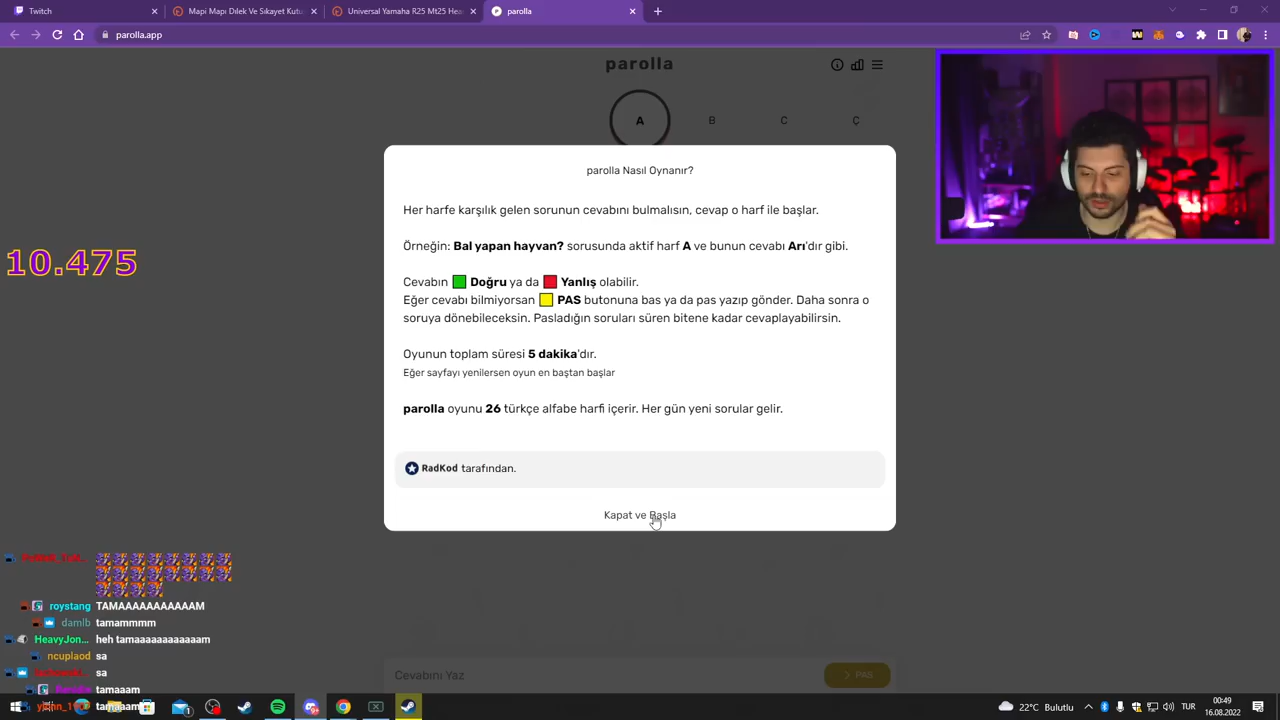 Twitch
Mapi Mapı Dilek Ve Sikayet Kutu
Universal Yamaha R25 Mt25 Hea
parolla
parolla.app
parolla
A
B
C
Ç
parolla Nasıl Oynanır?
Her harfe karşılık gelen sorunun cevabını bulmalısın, cevap o harf ile başlar.
Örneğin: Bal yapan hayvan? sorusunda aktif harf A ve bunun cevabı Arı'dır gibi.
Cevabın Doğru ya da Yanlış olabilir.
Eğer cevabı bilmiyorsan PAS butonuna bas ya da pas yazıp gönder. Daha sonra o
soruya dönebileceksin. Pasladığın soruları süren bitene kadar cevaplayabilirsin.
Oyunun toplam süresi 5 dakika'dır.
Eğer sayfayı yenilersen oyun en baştan başlar
parolla oyunu 26 türkçe alfabe harfi içerir. Her gün yeni sorular gelir.
RadKod tarafından.
Kapat ve Başla
10.475
roystang TAMAAAAAAAAAAM
damlb tamammmm
HeavyJon... heh tamaaaaaaaaaaam
ncuplaod sa
sa
tamaaam
tamaaam
Cevabını Yaz
PAS
22°C Bulutlu
TUR
00:49
16.08.2022